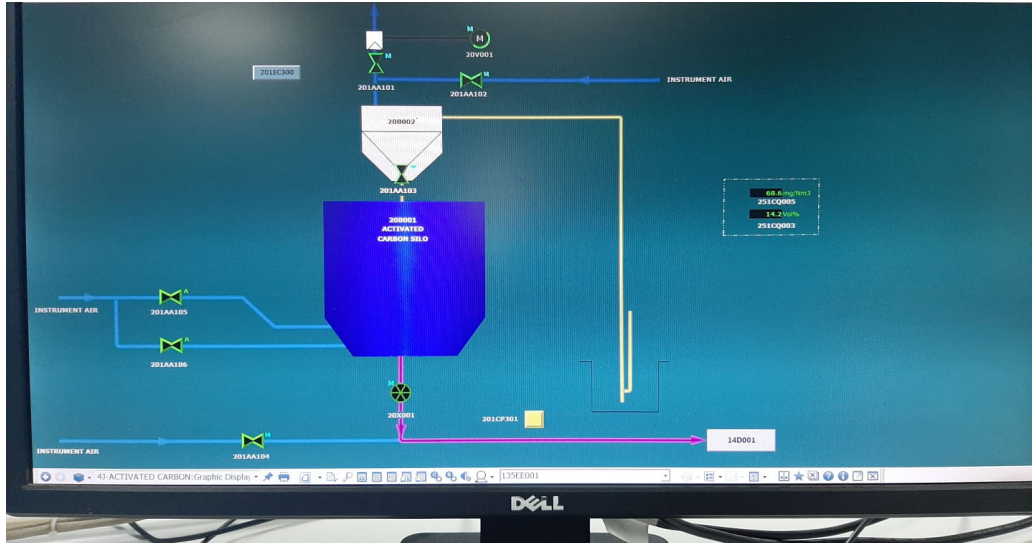 M
M
20V001
201EC300
M
201AA101
M
201AA102
INSTRUMENT AIR
20B002
M
201AA103
20B001
ACTIVATED
CARBON SILO
68.6 mg/Nm3
251CQ005
14.2 Vol%
251CQ003
INSTRUMENT AIR
A
201AA105
A
201AA106
M
20X001
201CP301
14D001
INSTRUMENT AIR
M
201AA104
4J-ACTIVATED CARBON:Graphic Display
135EE001
DELL